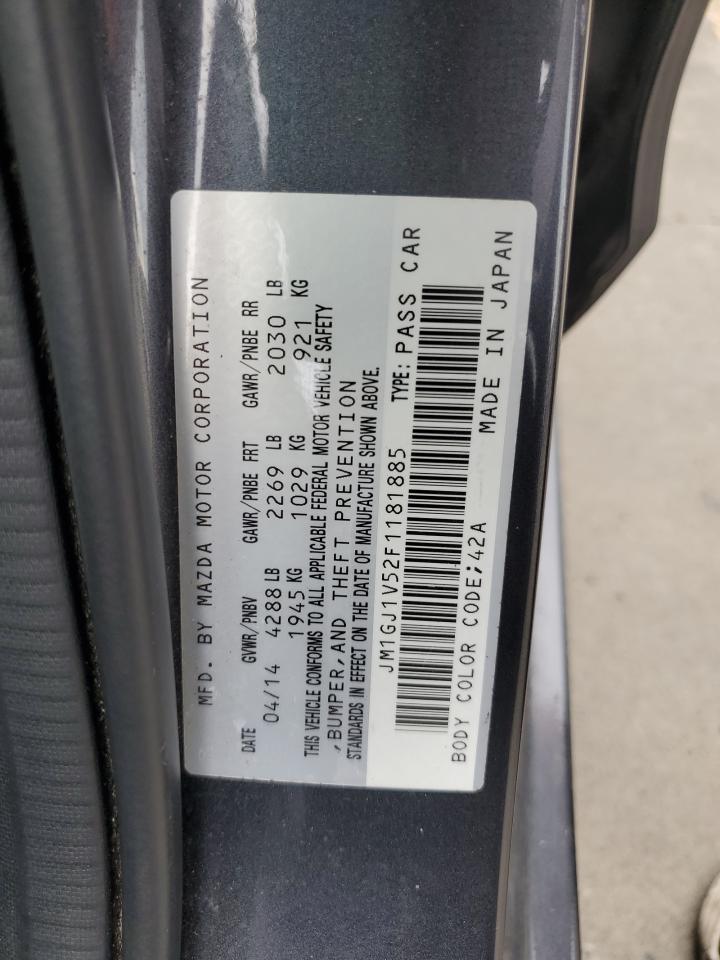 MFD. BY MAZDA MOTOR CORPORATION
DATE GVWR/PNBV GAWR/PNBE FRT GAWR/PNBE RR
04/14 4288 LB 2269 LB 2030 LB
1945 KG 1029 KG 921 KG
THIS VEHICLE CONFORMS TO ALL APPLICABLE FEDERAL MOTOR VEHICLE SAFETY
,BUMPER,AND THEFT PREVENTION
STANDARDS IN EFFECT ON THE DATE OF MANUFACTURE SHOWN ABOVE.
JM1GJ1V52F1181885 TYPE: PASS CAR
BODY COLOR CODE;42A MADE IN JAPAN